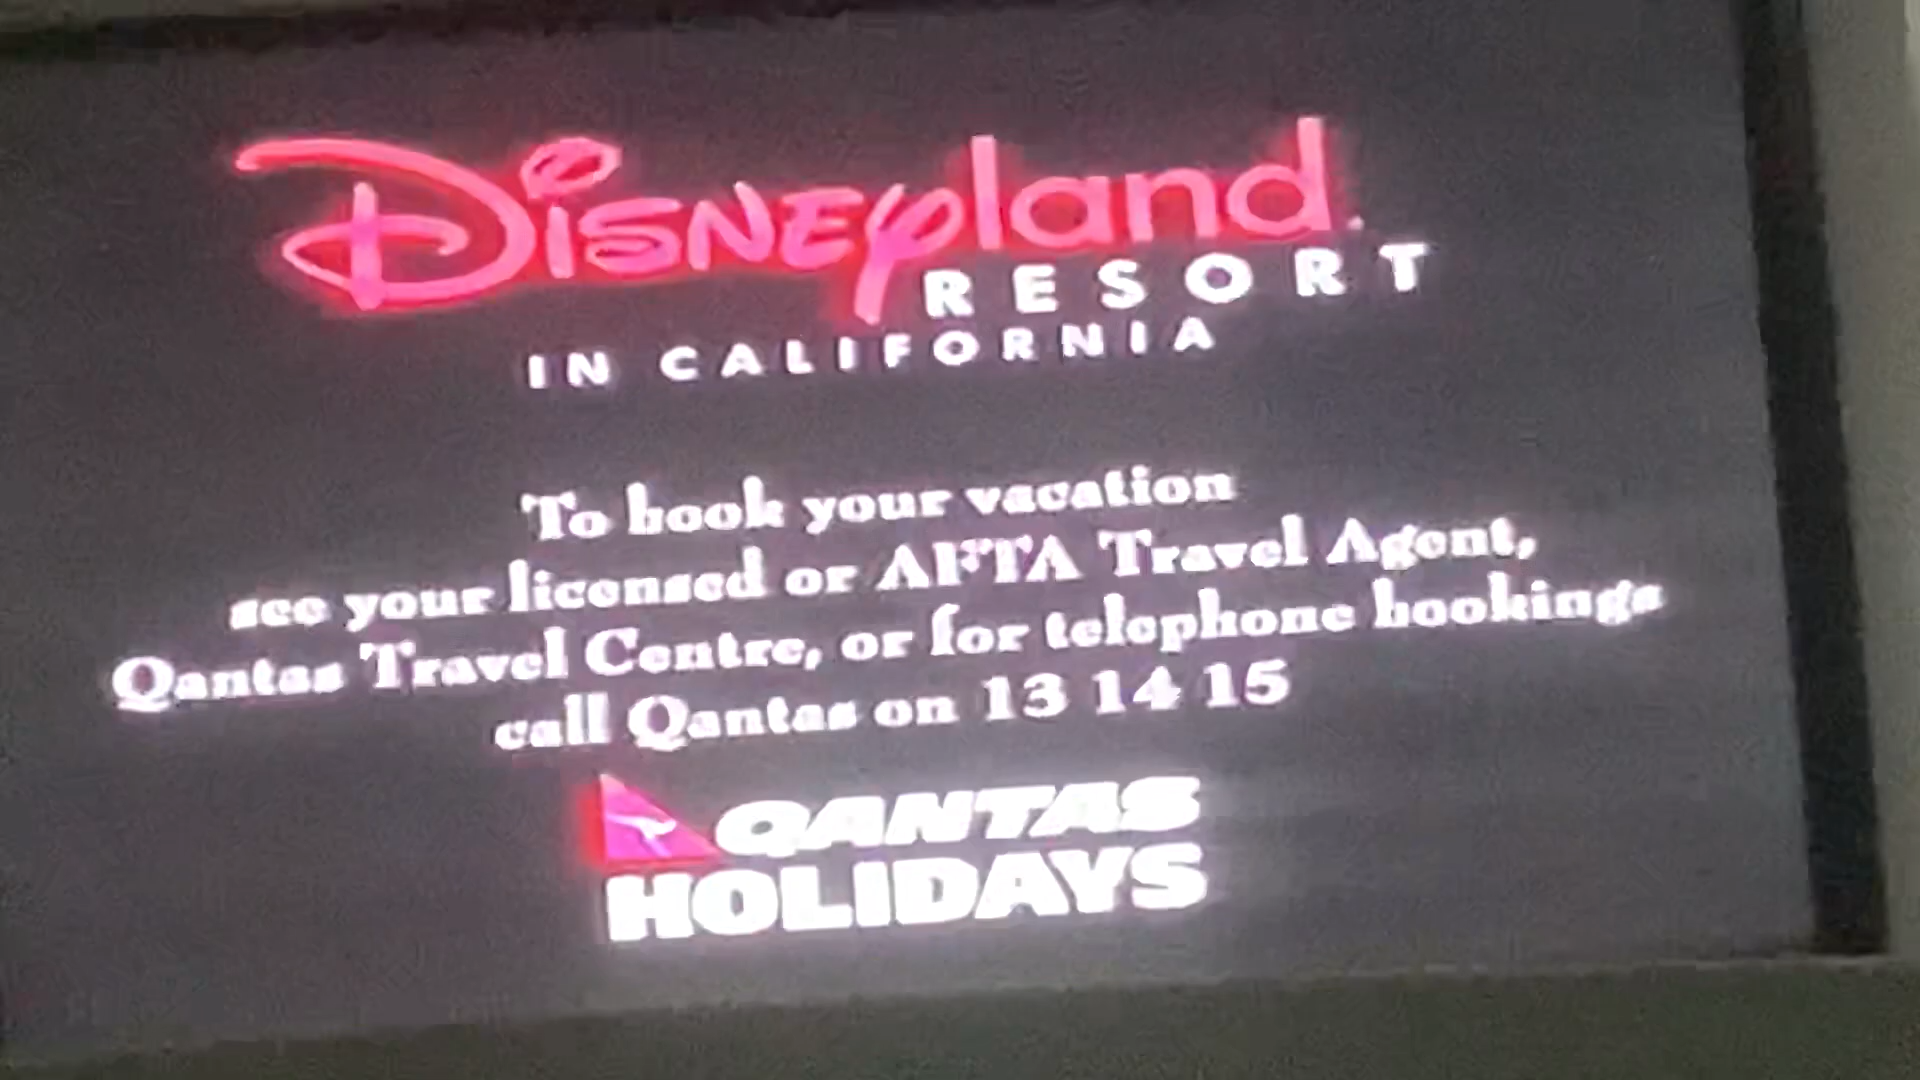 Disneyland
RESORT
IN CALIFORNIA
To book your vacation
see your licensed or AFTA Travel Agent,
Qantas Travel Centre, or for telephone bookings
call Qantas on 13 14 15
QANTAS
HOLIDAYS